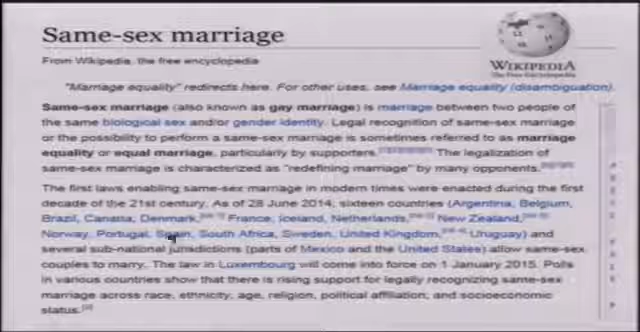 Same-sex marriage
WIKIPEDIA
The Free Encyclopedia
From Wikipedia, the free encyclopedia
"Marriage equality" redirects here. For other uses, see Marriage equality (disambiguation).
Same-sex marriage (also known as gay marriage) is marriage between two people of
the same biological sex and/or gender identity. Legal recognition of same-sex marriage
or the possibility to perform a same-sex marriage is sometimes referred to as marriage
equality or equal marriage, particularly by supporters. The legalization of
same-sex marriage is characterized as "redefining marriage" by many opponents.
The first laws enabling same-sex marriage in modern times were enacted during the first
decade of the 21st century. As of 28 June 2014, sixteen countries (Argentina, Belgium,
Brazil, Canada, Denmark, France, Iceland, Netherlands, New Zealand,
Norway, Portugal, Spain, South Africa, Sweden, United Kingdom, Uruguay) and
several sub-national jurisdictions (parts of Mexico and the United States) allow same-sex
couples to marry. The law in Luxembourg will come into force on 1 January 2015. Polls
in various countries show that there is rising support for legally recognizing same-sex
marriage across race, ethnicity, age, religion, political affiliation, and socioeconomic
status.